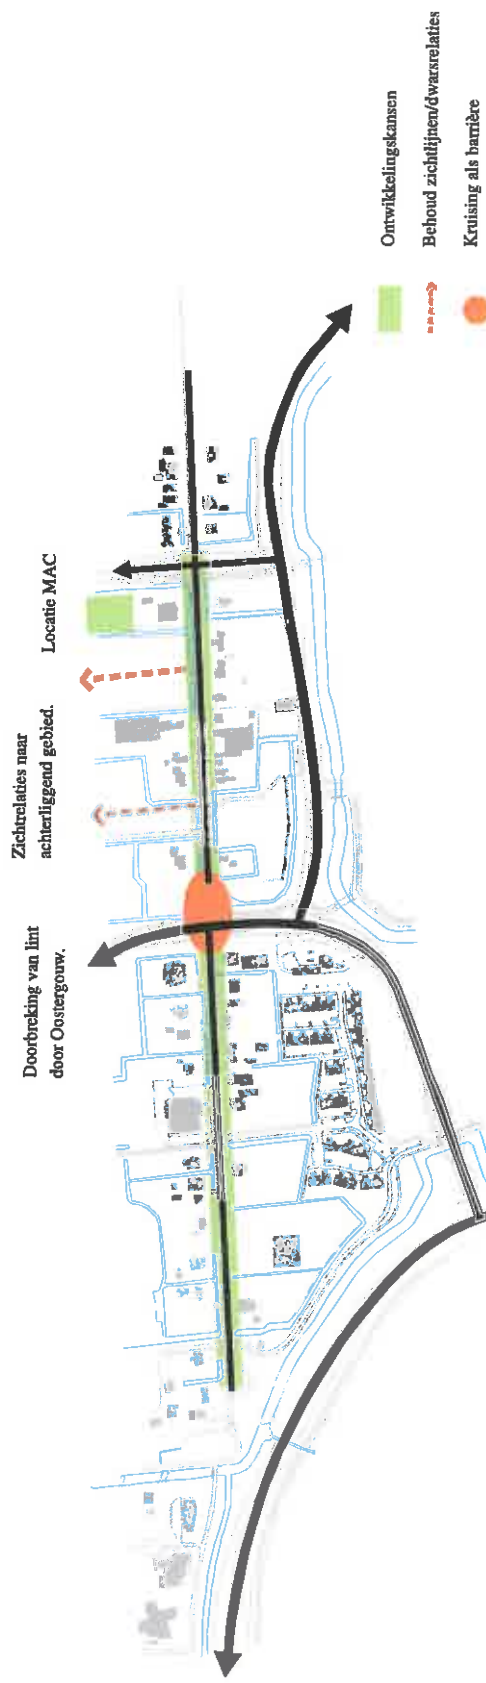 Doorbreking van lint
door Oostergouw.
Zichtrelaties naar
achterliggend gebied.
Locatie MAC
Ontwikkelingskansen
Behoud zichtlijnen/dwarsrelaties
Kruising als barrière